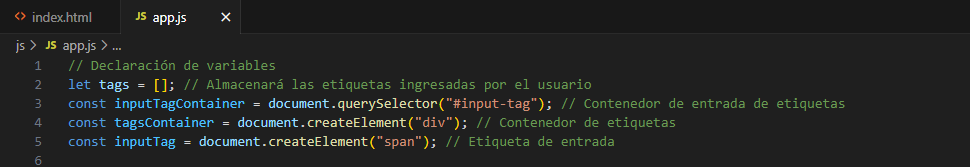 <> index.html JS app.js ×
js > JS app.js > ...
1 // Declaración de variables
2 let tags = []; // Almacenará las etiquetas ingresadas por el usuario
3 const inputTagContainer = document.querySelector("#input-tag"); // Contenedor de entrada de etiquetas
4 const tagsContainer = document.createElement("div"); // Contenedor de etiquetas
5 const inputTag = document.createElement("span"); // Etiqueta de entrada
6